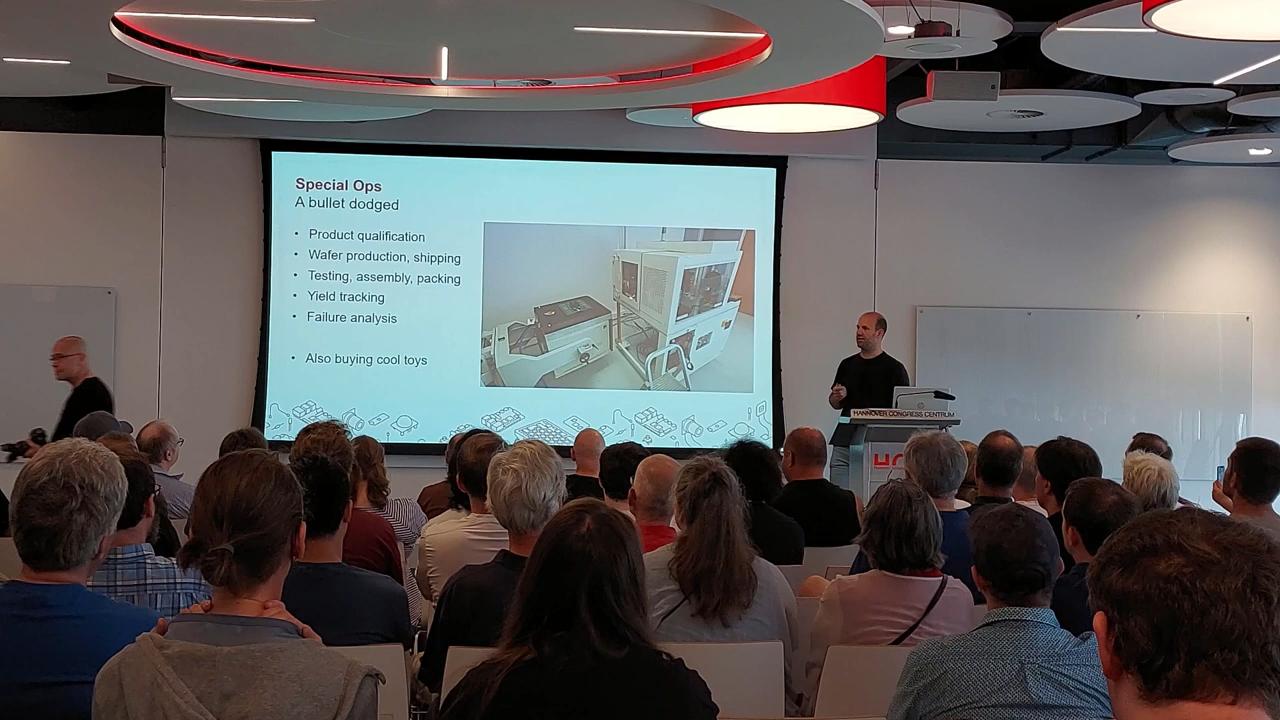 Special Ops
A bullet dodged
• Product qualification
• Wafer production, shipping
• Testing, assembly, packing
• Yield tracking
• Failure analysis
• Also buying cool toys
HANNOVER CONGRESS CENTRUM